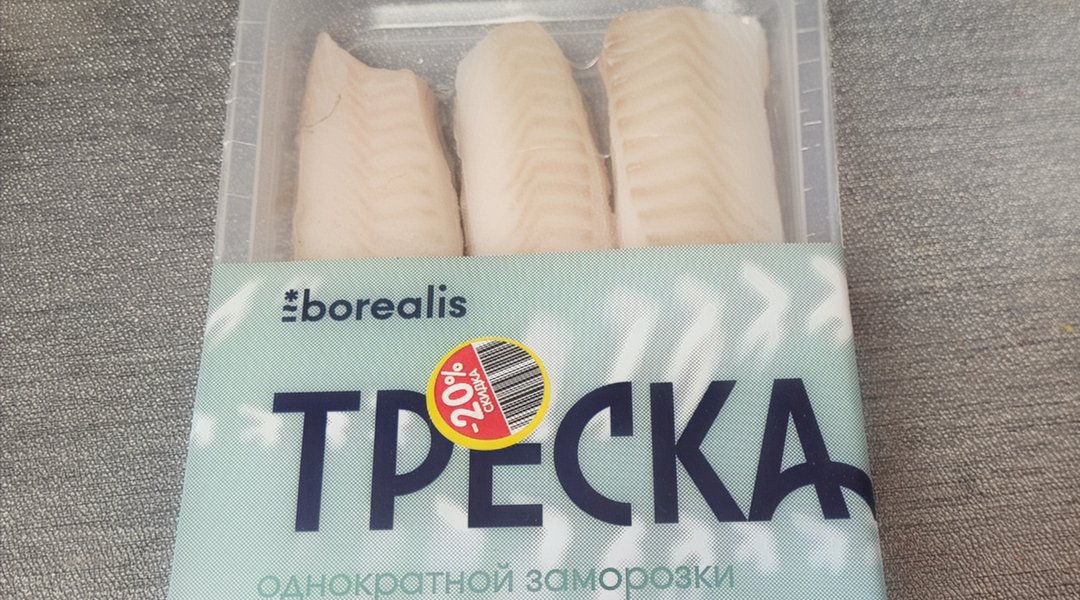 borealis
-20%
СКИДКА
ТРЕСКА
однократной заморозки